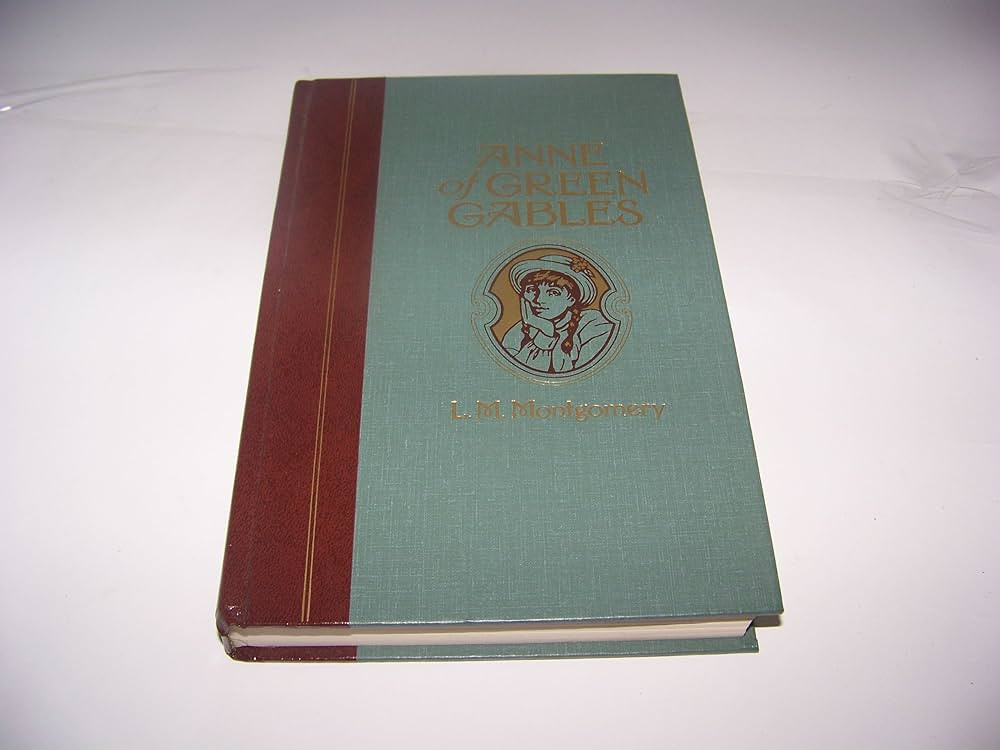 ANNE
of GREEN
GABLES
L. M. Montgomery